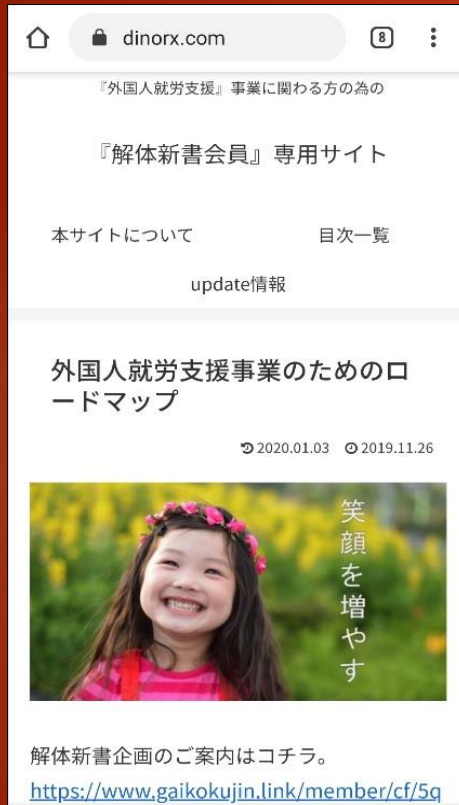 dinorx.com
8
『外国人就労支援』事業に関わる方の為の
『解体新書会員』専用サイト
本サイトについて 目次一覧
update情報
外国人就労支援事業のためのロ
ードマップ
2020.01.03 2019.11.26
笑顔を増やす
解体新書企画のご案内はコチラ。
https://www.gaikokujin.link/member/cf/5q